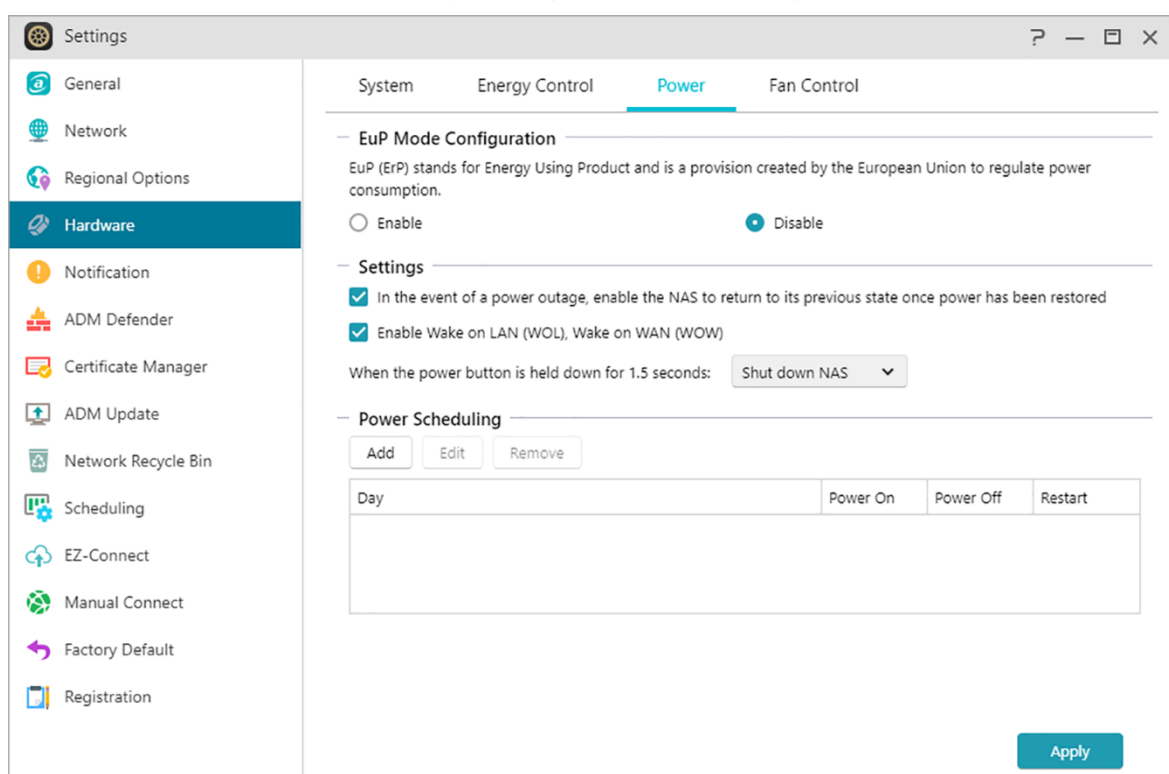 Settings
General
Network
Regional Options
Hardware
Notification
ADM Defender
Certificate Manager
ADM Update
Network Recycle Bin
Scheduling
EZ-Connect
Manual Connect
Factory Default
Registration
System Energy Control Power Fan Control
EuP Mode Configuration
EuP (ErP) stands for Energy Using Product and is a provision created by the European Union to regulate power
consumption.
Enable Disable
Settings
In the event of a power outage, enable the NAS to return to its previous state once power has been restored
Enable Wake on LAN (WOL), Wake on WAN (WOW)
When the power button is held down for 1.5 seconds: Shut down NAS
Power Scheduling
Add Edit Remove
Day Power On Power Off Restart
Apply